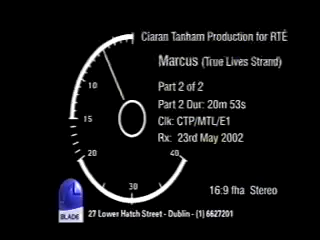 Ciaran Tanham Production for RTÉ
Marcus (True Lives Strand)
Part 2 of 2
Part 2 Dur: 20m 53s
Clk: CTP/MTL/E1
Rx: 23rd May 2002
10
15
20
30
40
16:9 fha Stereo
BLADE
27 Lower Hatch Street - Dublin - (1) 6627201